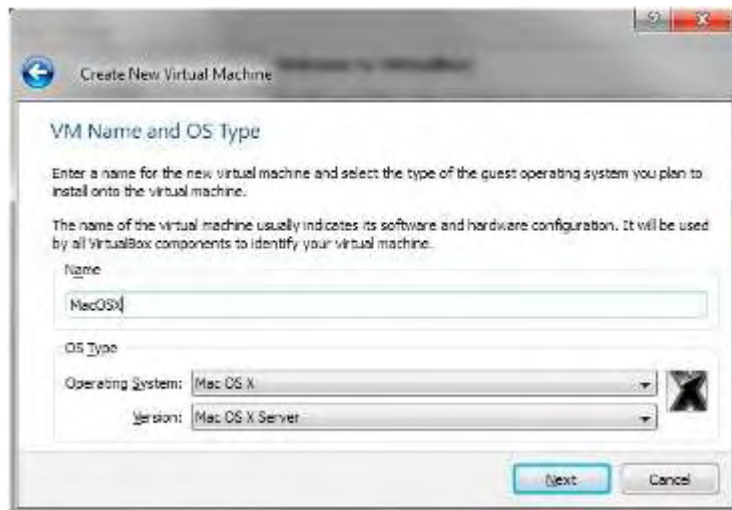 Create New Virtual Machine
VM Name and OS Type
Enter a name for the new virtual machine and select the type of the guest operating system you plan to
install onto the virtual machine.
The name of the virtual machine usually indicates its software and hardware configuration. It will be used
by all VirtualBox components to identify your virtual machine.
Name
MacOSX
OS Type
Operating System: Mac OS X
Version: Mac OS X Server
Next Cancel